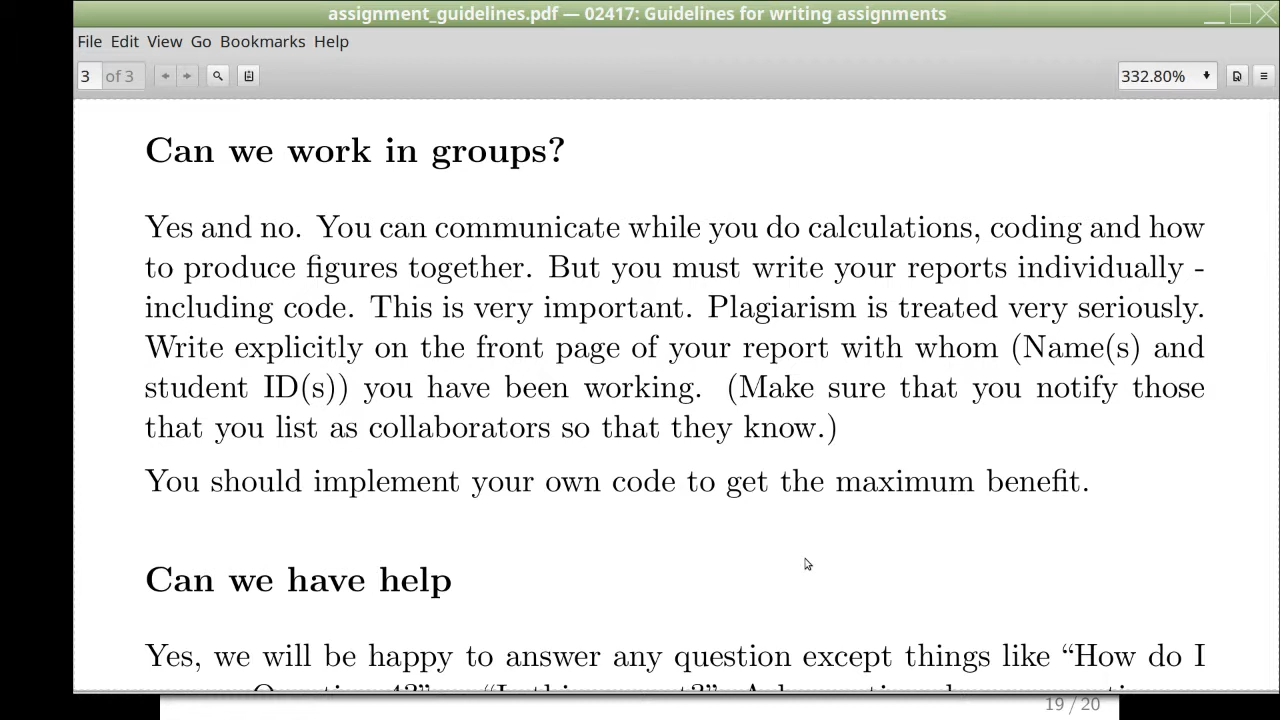 assignment_guidelines.pdf — 02417: Guidelines for writing assignments
File Edit View Go Bookmarks Help
3 of 3
332.80%
Can we work in groups?
Yes and no. You can communicate while you do calculations, coding and how
to produce figures together. But you must write your reports individually -
including code. This is very important. Plagiarism is treated very seriously.
Write explicitly on the front page of your report with whom (Name(s) and
student ID(s)) you have been working. (Make sure that you notify those
that you list as collaborators so that they know.)
You should implement your own code to get the maximum benefit.
Can we have help
Yes, we will be happy to answer any question except things like “How do I
19 / 20